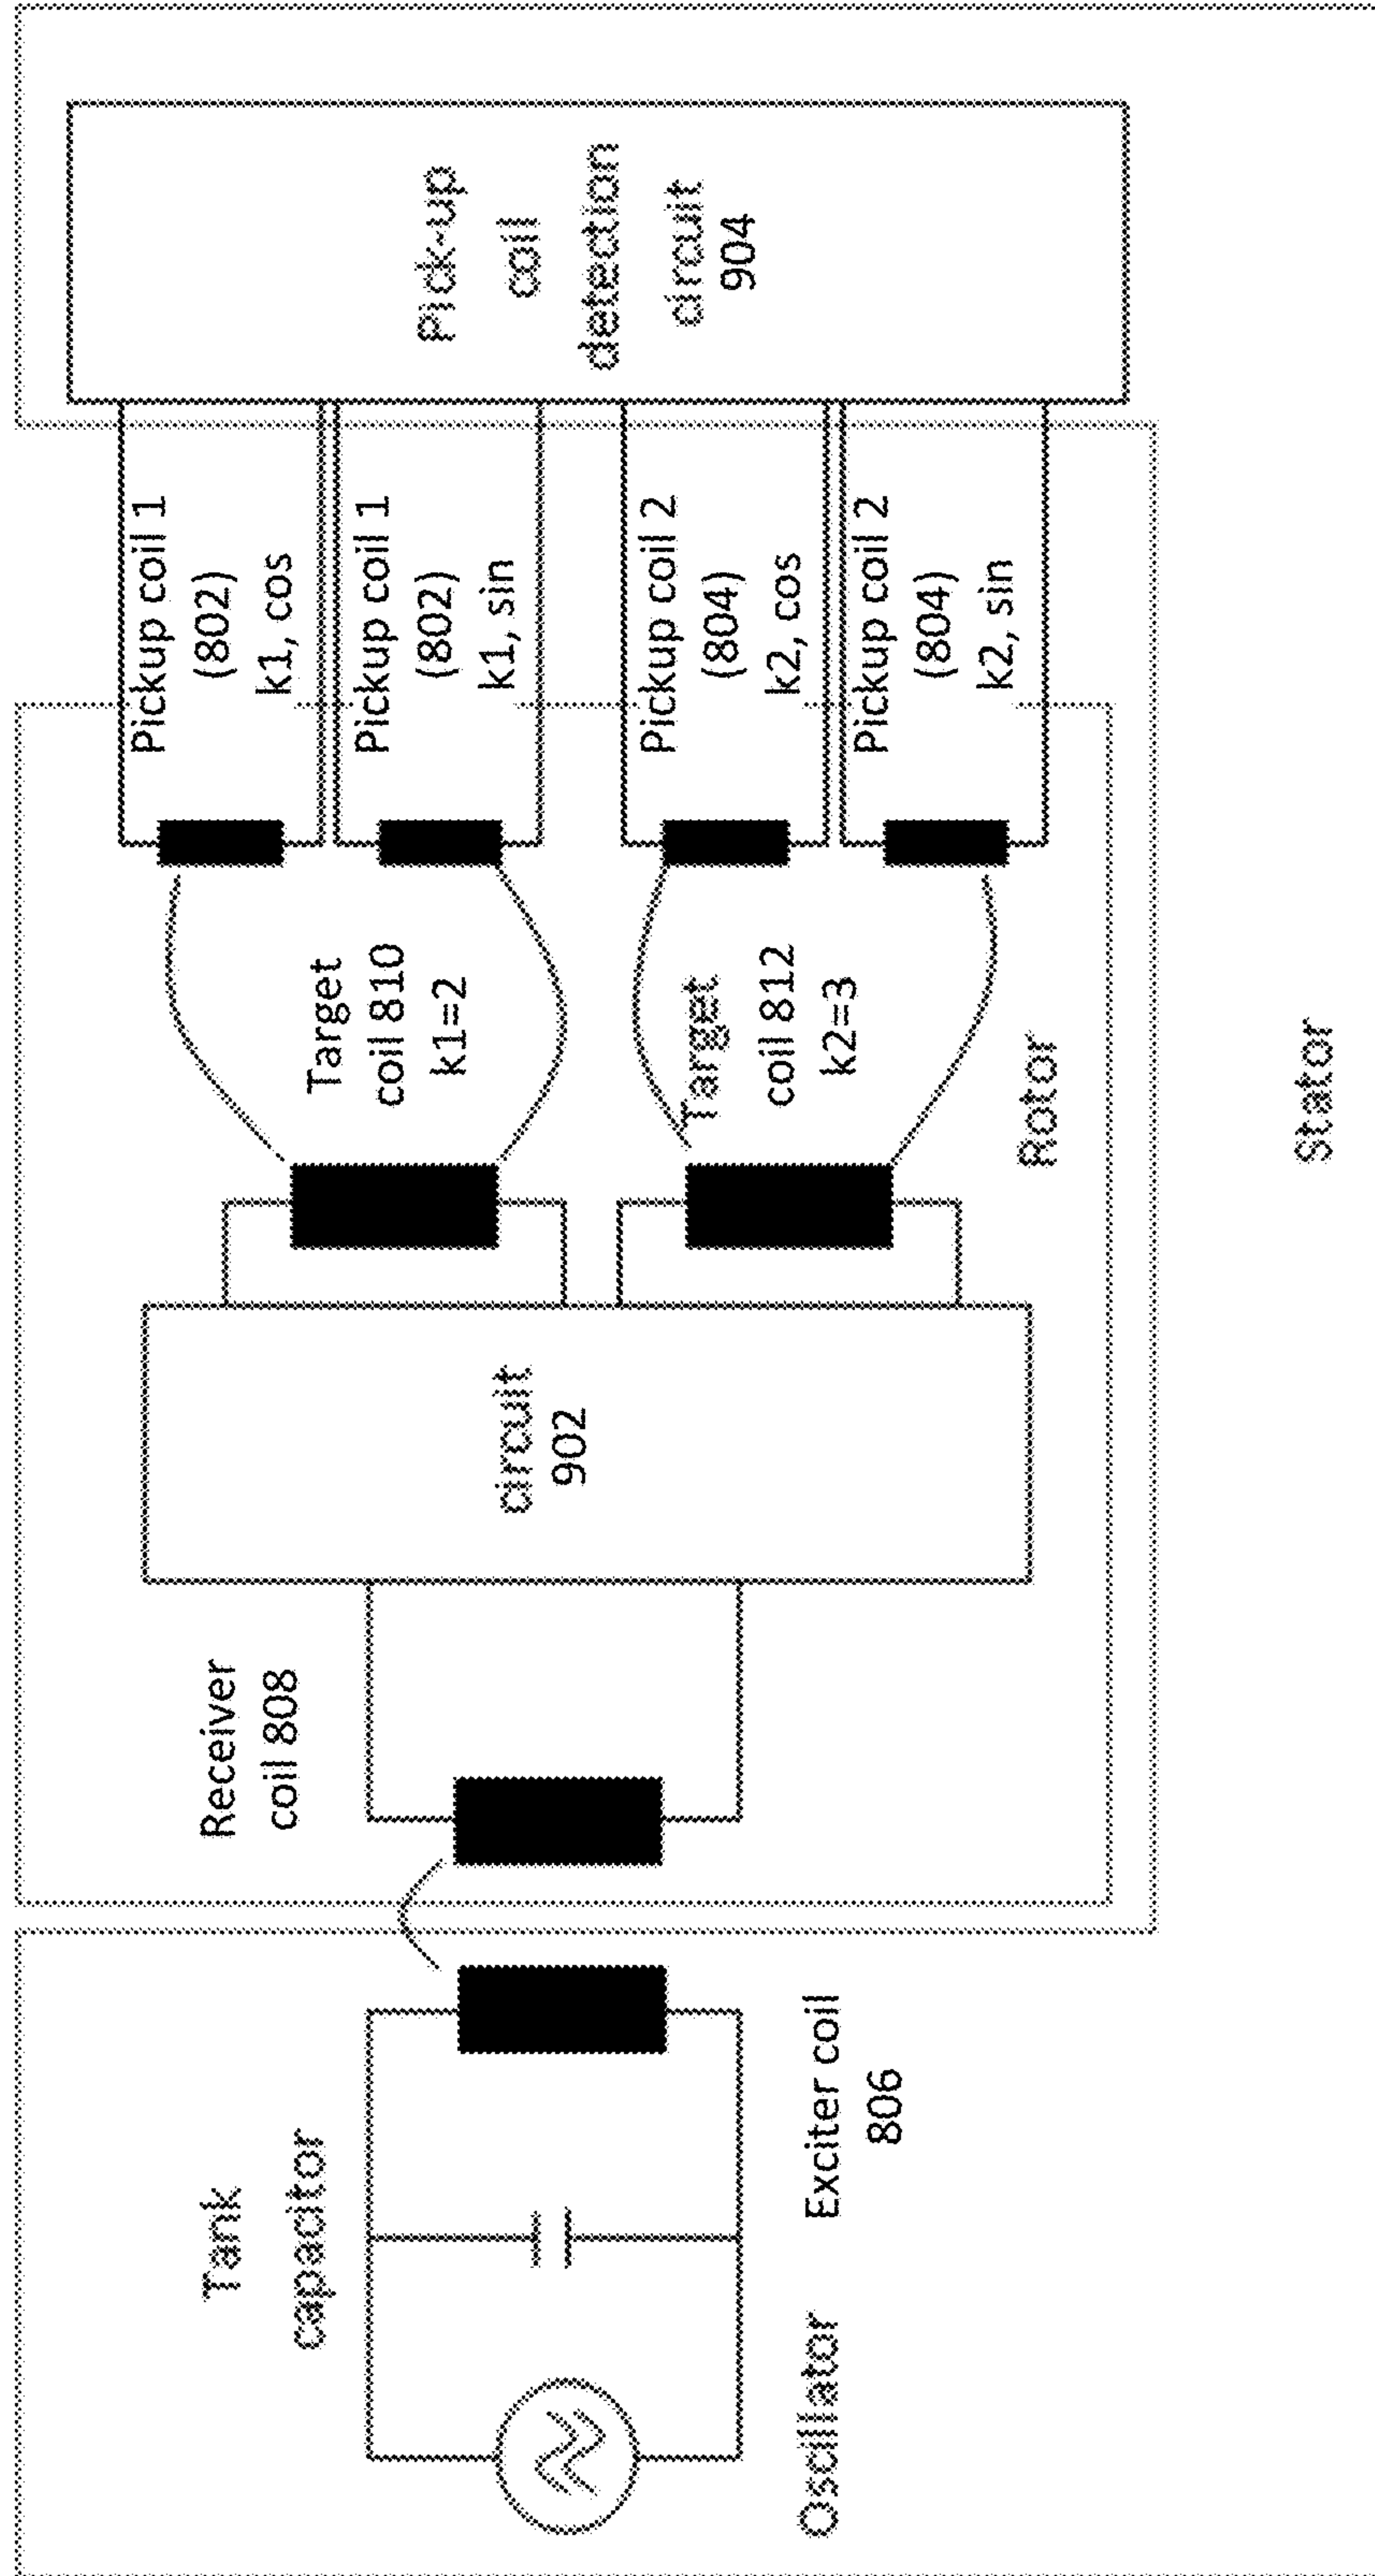 Tank
capacitor
Oscillator
Exciter coil
806
Receiver
coil 808
circuit
902
Target
coil 810
k1=2
Target
coil 812
k2=3
Rotor
Stator
Pickup coil 1
(802)
k1, cos
Pickup coil 1
(802)
k1, sin
Pickup coil 2
(804)
k2, cos
Pickup coil 2
(804)
k2, sin
Pick-up
coil
detection
circuit
904